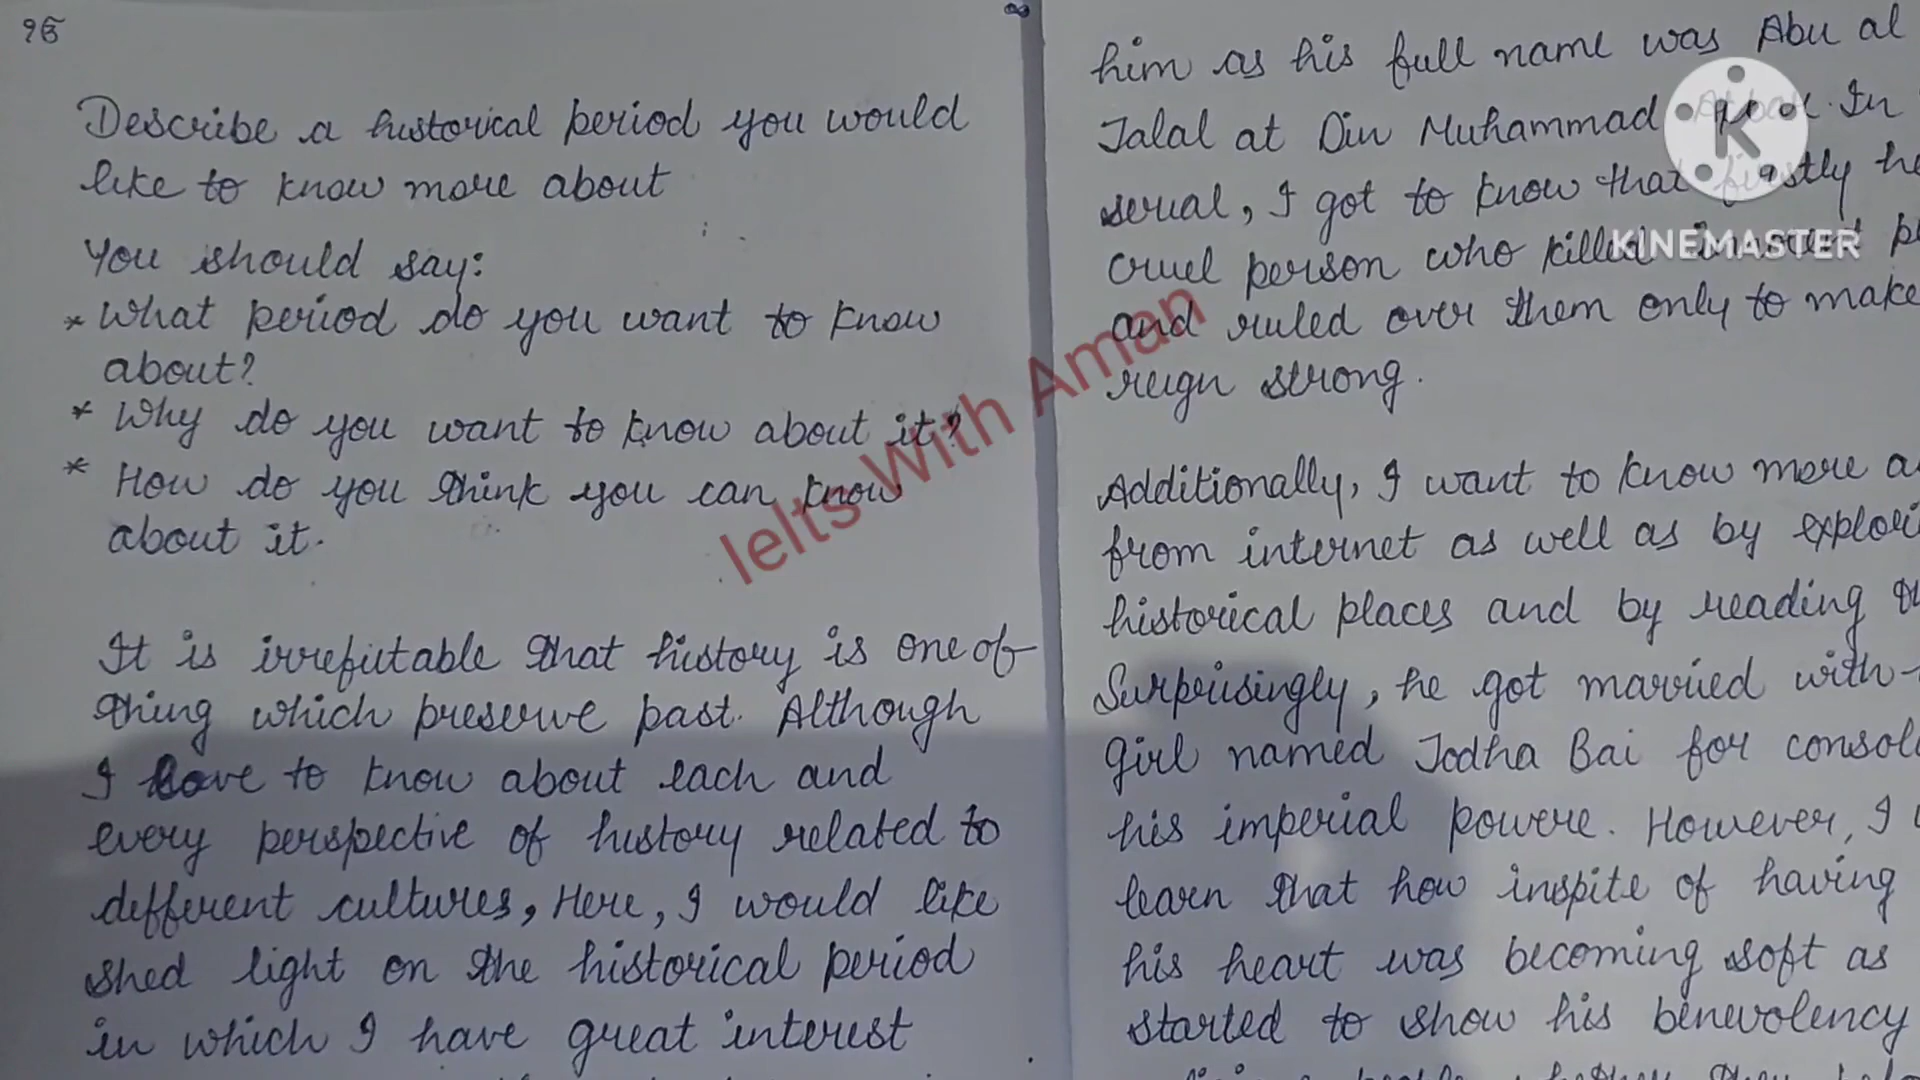 96
Describe a historical period you would
like to know more about
You should say:
* What period do you want to know
about?
* Why do you want to know about it?
* How do you think you can know
about it.
It is irrefutable that history is one of
thing which preserve past. Although
I love to know about each and
every perspective of history related to
different cultures, Here, I would like
shed light on the historical period
in which I have great interest
him as his full name was Abu al
Jalal at Din Muhammad Akbar. In
serial, I got to know that firstly he
cruel person who killed innocent
and ruled over them only to make
reign strong.
Additionally, I want to know more
from internet as well as by
historical places and by reading
Surprisingly, he got married with
girl named Jodha Bai for
his imperial powere. However, I
learn that how inspite of having
his heart was becoming soft as
started to show his benevolency
KINEMASTER
Ielts With Aman